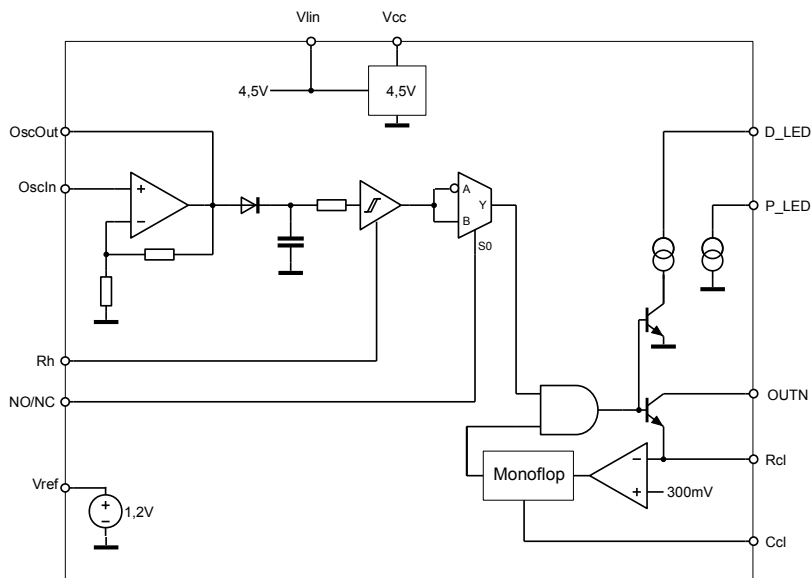 Vlin
Vcc
4,5V
4,5V
OscOut
D_LED
OscIn
+
−
A
Y
B
S0
P_LED
Rh
NO/NC
OUTN
Vref
+
−
1,2V
Monoflop
−
+
300mV
Rcl
Ccl